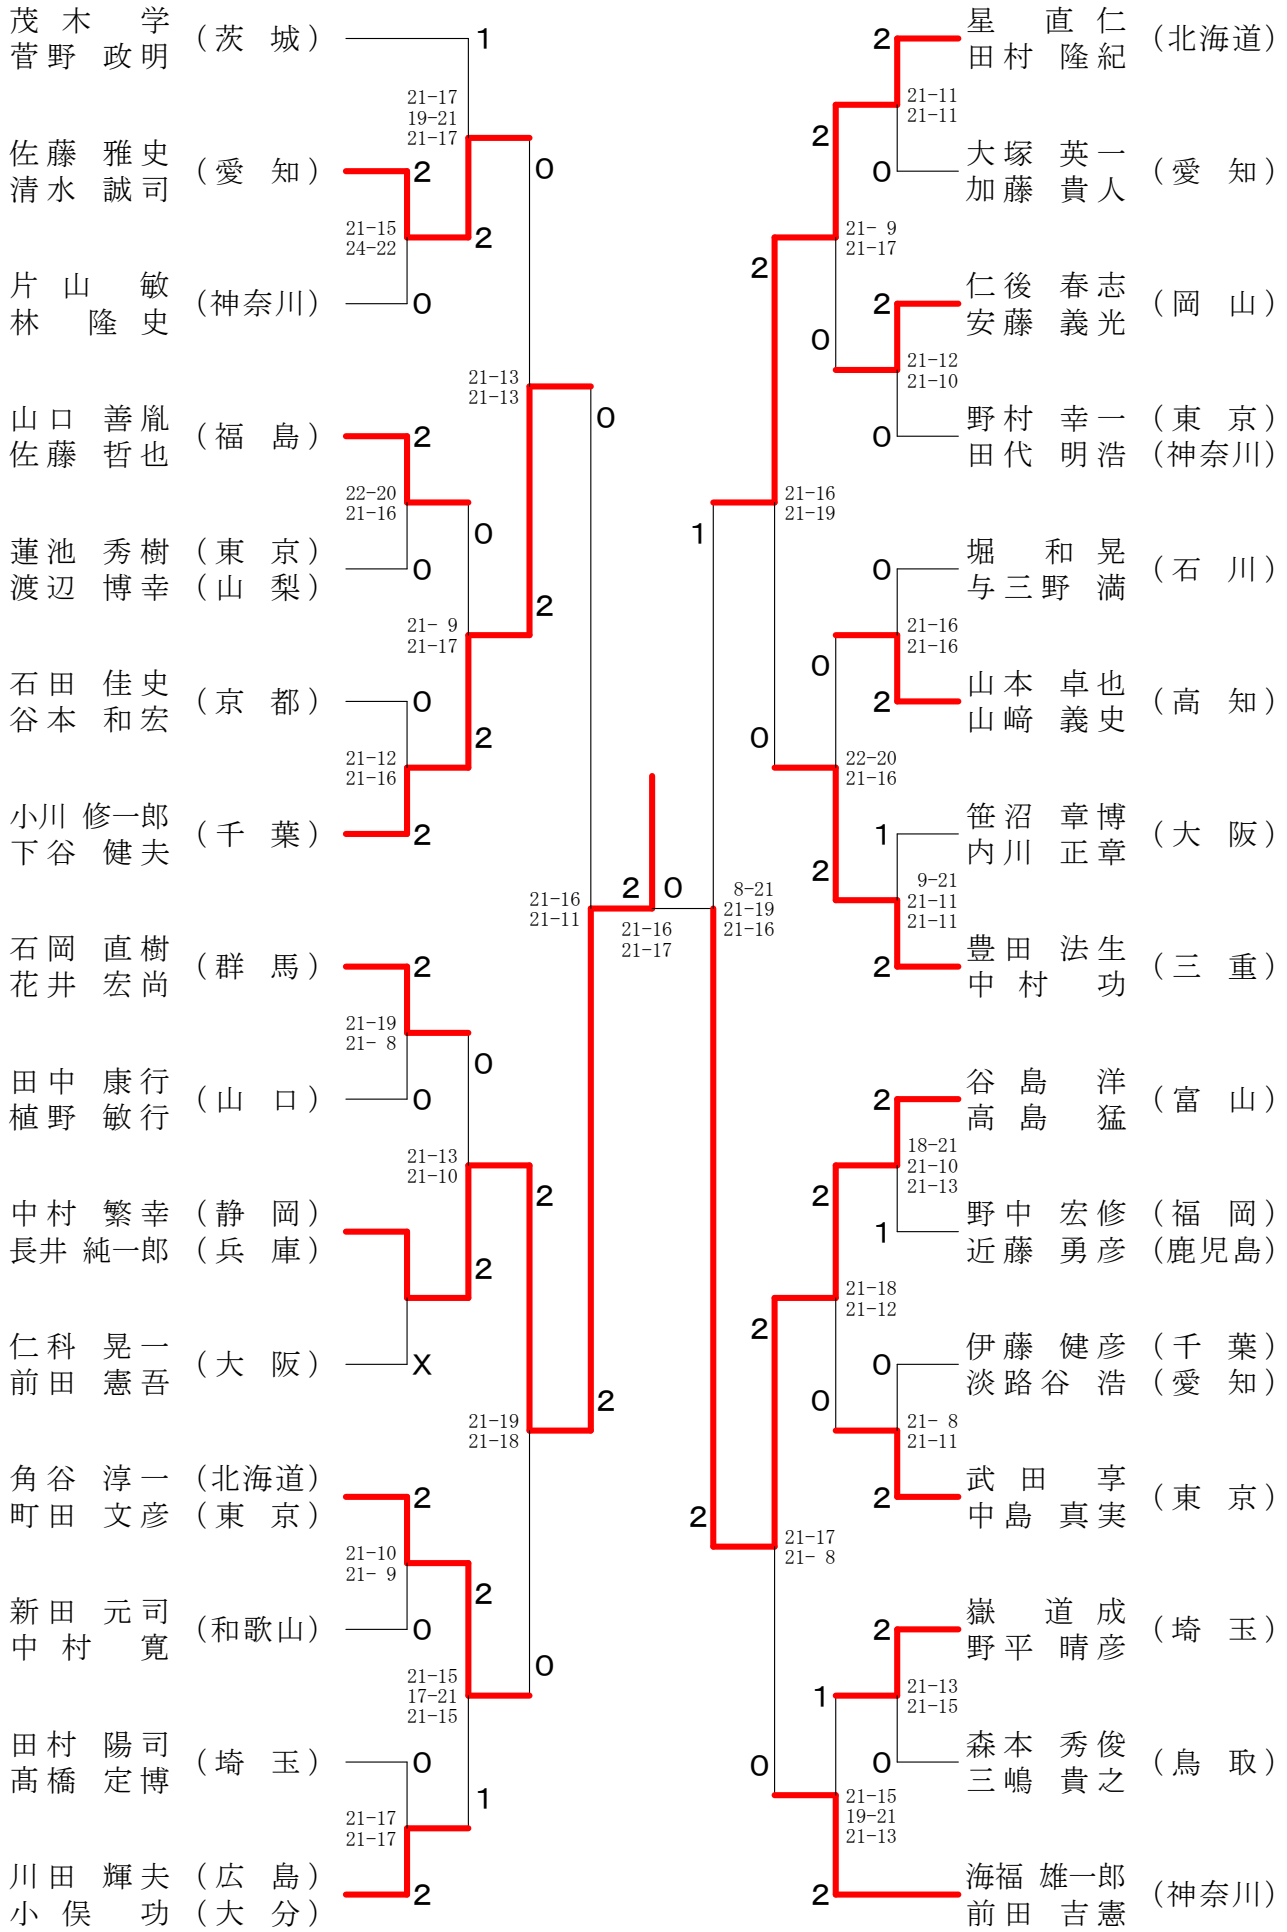 茂木 学 (茨城) 1
菅野 政明
21-17
19-21
21-17
佐藤 雅史 (愛知) 2
清水 誠司
0
21-15
24-22
2
片山 敏 (神奈川) 0
林 隆史
21-13
21-13
0
山口 善胤 (福島) 2
佐藤 哲也
22-20
21-16
0
蓮池 秀樹 (東京) 0
渡辺 博幸 (山梨)
2
21- 9
21-17
石田 佳史 (京都) 0
谷本 和宏
2
21-12
21-16
小川 修一郎 (千葉) 2
下谷 健夫
21-16
21-11
2 0
21-16
21-17
石岡 直樹 (群馬) 2
花井 宏尚
21-19
21- 8
0
田中 康行 (山口) 0
植野 敏行
21-13
21-10
2
中村 繁幸 (静岡)
長井 純一郎 (兵庫)
2
仁科 晃一 (大阪) X
前田 憲吾
2
21-19
21-18
角谷 淳一 (北海道) 2
町田 文彦 (東京)
21-10
21- 9
2
新田 元司 (和歌山) 0
中村 寛
0
21-15
17-21
21-15
田村 陽司 (埼玉) 0
髙橋 定博
1
21-17
21-17
川田 輝夫 (広島) 2
小俣 功 (大分)
2 星 直仁 (北海道)
田村 隆紀
21-11
21-11
2
0 大塚 英一 (愛知)
加藤 貴人
21- 9
21-17
2
2 仁後 春志 (岡山)
安藤 義光
0
21-12
21-10
0 野村 幸一 (東京)
田代 明浩 (神奈川)
21-16
21-19
1
0 堀 和晃 (石川)
与三野 満
21-16
21-16
0
2 山本 卓也 (高知)
山﨑 義史
0
22-20
21-16
1 笹沼 章博 (大阪)
内川 正章
2
9-21
21-11
21-11
8-21
21-19
21-16
2 豊田 法生 (三重)
中村 功
2 谷島 洋 (富山)
高島 猛
18-21
21-10
21-13
2
1 野中 宏修 (福岡)
近藤 勇彦 (鹿児島)
21-18
21-12
2
0 伊藤 健彦 (千葉)
淡路谷 浩 (愛知)
0
21- 8
21-11
2 武田 享 (東京)
中島 真実
2
21-17
21- 8
2 嶽 道成 (埼玉)
野平 晴彦
1
21-13
21-15
0 森本 秀俊 (鳥取)
三嶋 貴之
0
21-15
19-21
21-13
2 海福 雄一郎 (神奈川)
前田 吉憲